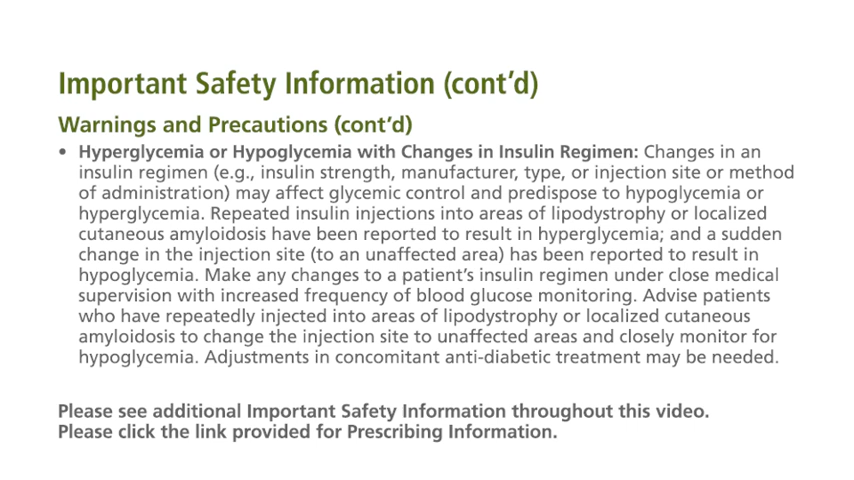 Important Safety Information (cont’d)
Warnings and Precautions (cont’d)
• Hyperglycemia or Hypoglycemia with Changes in Insulin Regimen: Changes in an
insulin regimen (e.g., insulin strength, manufacturer, type, or injection site or method
of administration) may affect glycemic control and predispose to hypoglycemia or
hyperglycemia. Repeated insulin injections into areas of lipodystrophy or localized
cutaneous amyloidosis have been reported to result in hyperglycemia; and a sudden
change in the injection site (to an unaffected area) has been reported to result in
hypoglycemia. Make any changes to a patient’s insulin regimen under close medical
supervision with increased frequency of blood glucose monitoring. Advise patients
who have repeatedly injected into areas of lipodystrophy or localized cutaneous
amyloidosis to change the injection site to unaffected areas and closely monitor for
hypoglycemia. Adjustments in concomitant anti-diabetic treatment may be needed.
Please see additional Important Safety Information throughout this video.
Please click the link provided for Prescribing Information.